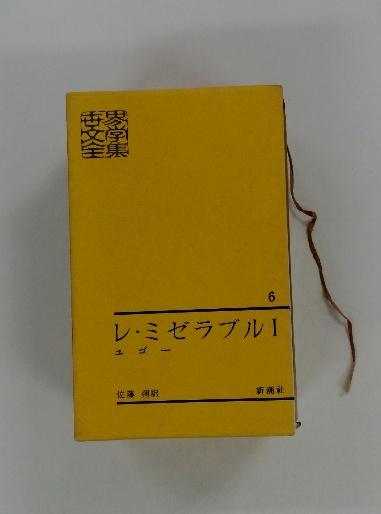 世界文学全集
6
レ・ミゼラブルⅠ
ユゴー
佐藤 朔訳 新潮社